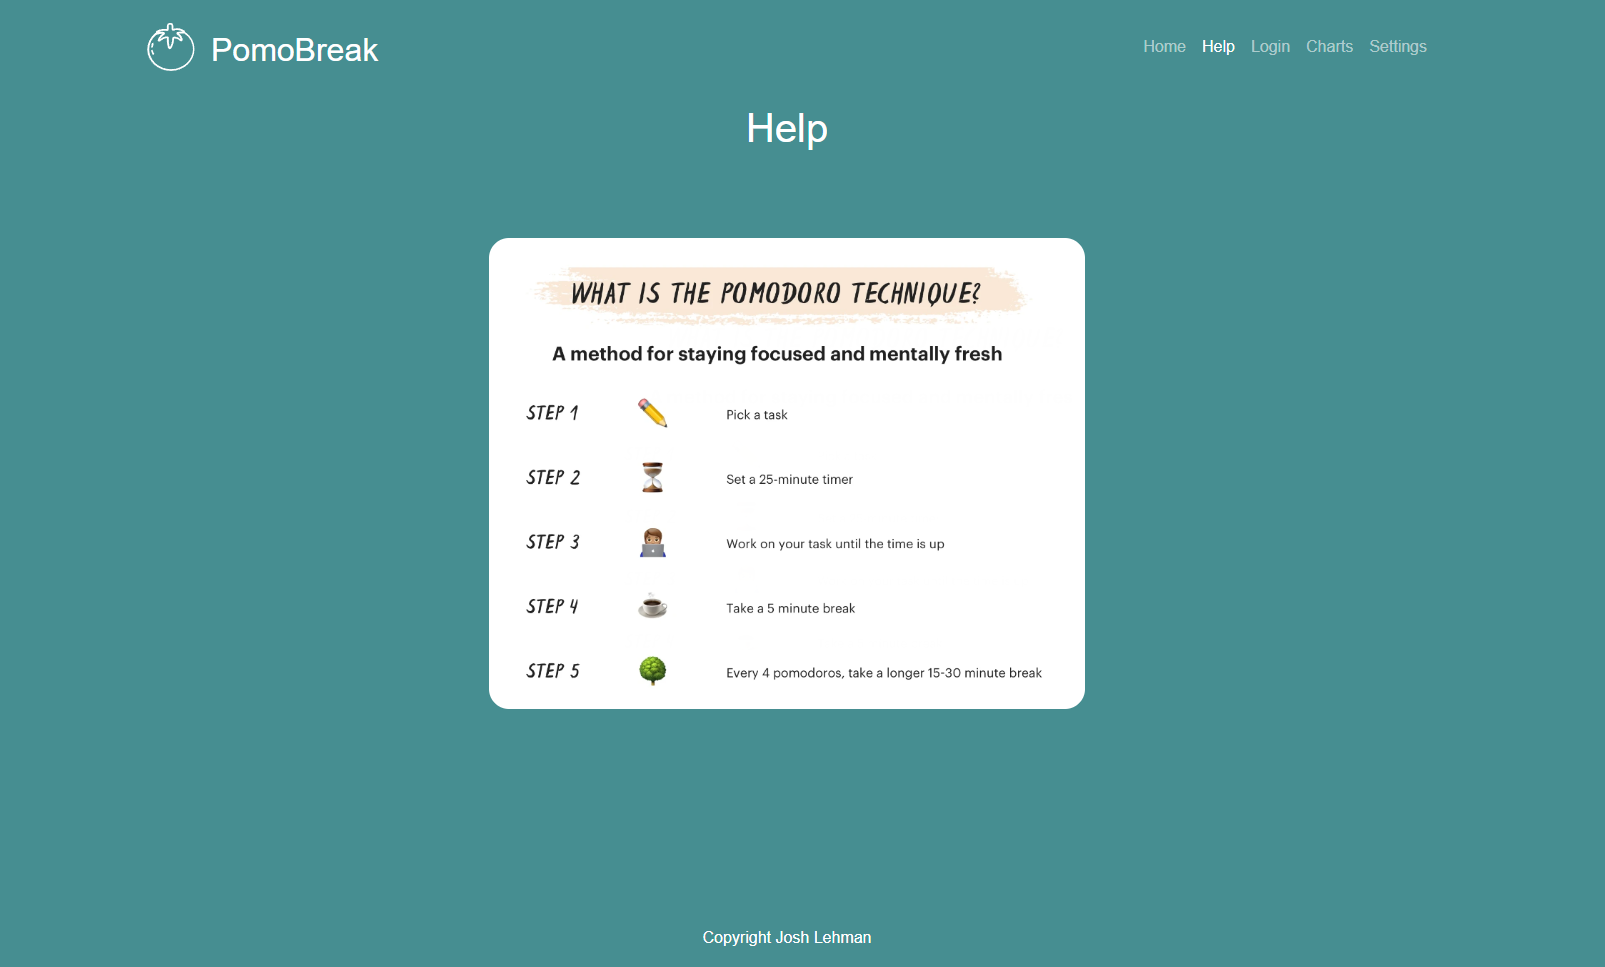 PomoBreak
Home Help Login Charts Settings
Help
WHAT IS THE POMODORO TECHNIQUE?
A method for staying focused and mentally fresh
STEP 1 Pick a task
STEP 2 Set a 25-minute timer
STEP 3 Work on your task until the time is up
STEP 4 Take a 5 minute break
STEP 5 Every 4 pomodoros, take a longer 15-30 minute break
Copyright Josh Lehman